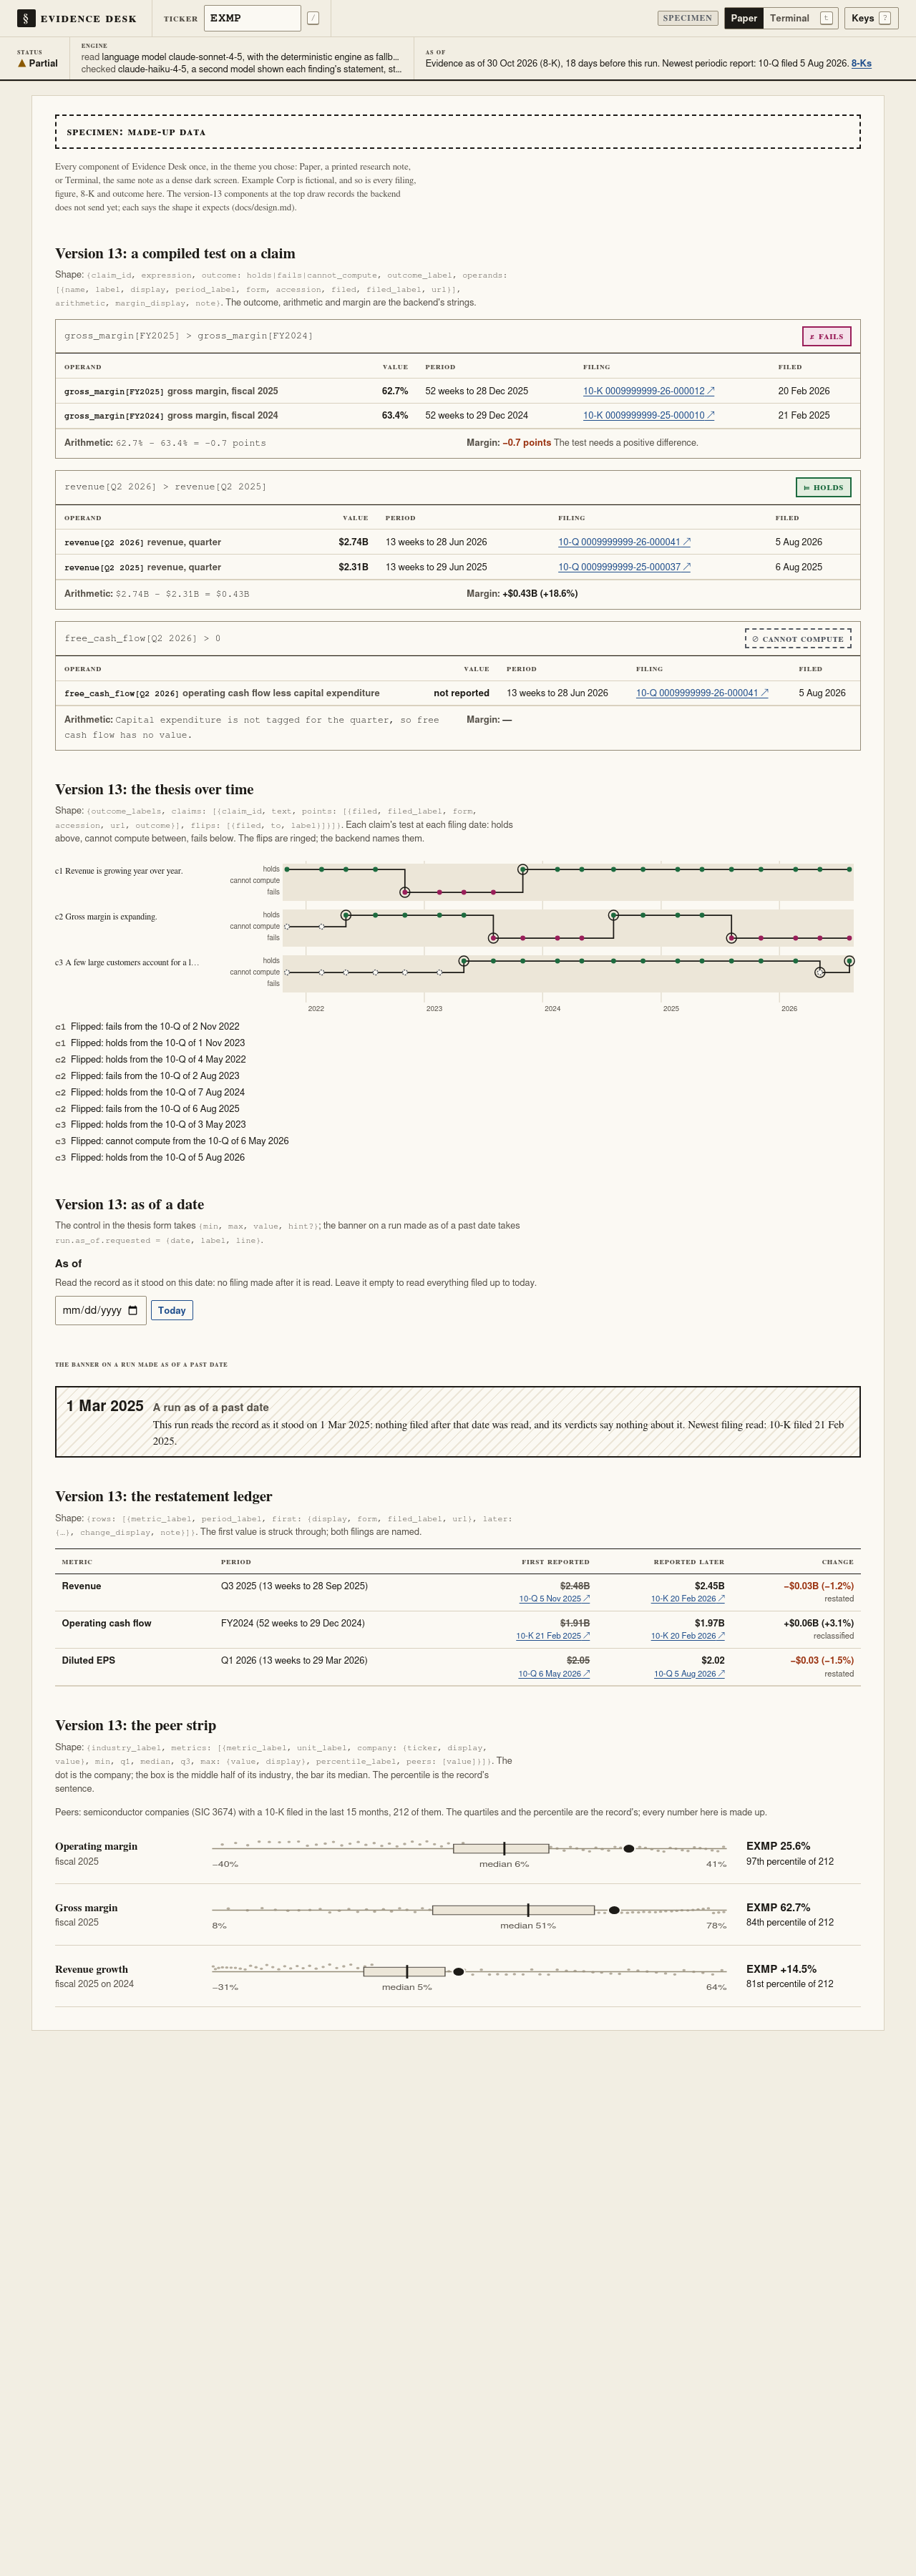 § EVIDENCE DESK TICKER EXMP / SPECIMEN Paper Terminal t Keys ?
STATUS
Partial
ENGINE
read language model claude-sonnet-4-5, with the deterministic engine as fallb…
checked claude-haiku-4-5, a second model shown each finding's statement, st…
AS OF
Evidence as of 30 Oct 2026 (8-K), 18 days before this run. Newest periodic report: 10-Q filed 5 Aug 2026. 8-Ks
SPECIMEN: MADE-UP DATA
Every component of Evidence Desk once, in the theme you chose: Paper, a printed research note,
or Terminal, the same note as a dense dark screen. Example Corp is fictional, and so is every filing,
figure, 8-K and outcome here. The version-13 components at the top draw records the backend
does not send yet; each says the shape it expects (docs/design.md).
Version 13: a compiled test on a claim
Shape: {claim_id, expression, outcome: holds|fails|cannot_compute, outcome_label, operands:
[{name, label, display, period_label, form, accession, filed, filed_label, url}],
arithmetic, margin_display, note}. The outcome, arithmetic and margin are the backend's strings.
gross_margin[FY2025] > gross_margin[FY2024] FAILS
OPERAND VALUE PERIOD FILING FILED
gross_margin[FY2025] gross margin, fiscal 2025 62.7% 52 weeks to 28 Dec 2025 10-K 0009999999-26-000012 ↗ 20 Feb 2026
gross_margin[FY2024] gross margin, fiscal 2024 63.4% 52 weeks to 29 Dec 2024 10-K 0009999999-25-000010 ↗ 21 Feb 2025
Arithmetic: 62.7% − 63.4% = −0.7 points Margin: −0.7 points The test needs a positive difference.
revenue[Q2 2026] > revenue[Q2 2025] HOLDS
OPERAND VALUE PERIOD FILING FILED
revenue[Q2 2026] revenue, quarter $2.74B 13 weeks to 28 Jun 2026 10-Q 0009999999-26-000041 ↗ 5 Aug 2026
revenue[Q2 2025] revenue, quarter $2.31B 13 weeks to 29 Jun 2025 10-Q 0009999999-25-000037 ↗ 6 Aug 2025
Arithmetic: $2.74B − $2.31B = $0.43B Margin: +$0.43B (+18.6%)
free_cash_flow[Q2 2026] > 0 ⊘ CANNOT COMPUTE
OPERAND VALUE PERIOD FILING FILED
free_cash_flow[Q2 2026] operating cash flow less capital expenditure not reported 13 weeks to 28 Jun 2026 10-Q 0009999999-26-000041 ↗ 5 Aug 2026
Arithmetic: Capital expenditure is not tagged for the quarter, so free Margin: —
cash flow has no value.
Version 13: the thesis over time
Shape: {outcome_labels, claims: [{claim_id, text, points: [{filed, filed_label, form,
accession, url, outcome}], flips: [{filed, to, label}]}]}. Each claim's test at each filing date: holds
above, cannot compute between, fails below. The flips are ringed; the backend names them.
c1 Revenue is growing year over year. holds
cannot compute
fails
c2 Gross margin is expanding. holds
cannot compute
fails
c3 A few large customers account for a l… holds
cannot compute
fails
2022 2023 2024 2025 2026
c1 Flipped: fails from the 10-Q of 2 Nov 2022
c1 Flipped: holds from the 10-Q of 1 Nov 2023
c2 Flipped: holds from the 10-Q of 4 May 2022
c2 Flipped: fails from the 10-Q of 2 Aug 2023
c2 Flipped: holds from the 10-Q of 7 Aug 2024
c2 Flipped: fails from the 10-Q of 6 Aug 2025
c3 Flipped: holds from the 10-Q of 3 May 2023
c3 Flipped: cannot compute from the 10-Q of 6 May 2026
c3 Flipped: holds from the 10-Q of 5 Aug 2026
Version 13: as of a date
The control in the thesis form takes {min, max, value, hint?}; the banner on a run made as of a past date takes
run.as_of.requested = {date, label, line}.
As of
Read the record as it stood on this date: no filing made after it is read. Leave it empty to read everything filed up to today.
mm/dd/yyyy Today
THE BANNER ON A RUN MADE AS OF A PAST DATE
1 Mar 2025 A run as of a past date
This run reads the record as it stood on 1 Mar 2025: nothing filed after that date was read, and its verdicts say nothing about it. Newest filing read: 10-K filed 21 Feb
2025.
Version 13: the restatement ledger
Shape: {rows: [{metric_label, period_label, first: {display, form, filed_label, url}, later:
{…}, change_display, note}]}. The first value is struck through; both filings are named.
METRIC PERIOD FIRST REPORTED REPORTED LATER CHANGE
Revenue Q3 2025 (13 weeks to 28 Sep 2025) $2.48B $2.45B −$0.03B (−1.2%)
10-Q 5 Nov 2025 ↗ 10-K 20 Feb 2026 ↗ restated
Operating cash flow FY2024 (52 weeks to 29 Dec 2024) $1.91B $1.97B +$0.06B (+3.1%)
10-K 21 Feb 2025 ↗ 10-K 20 Feb 2026 ↗ reclassified
Diluted EPS Q1 2026 (13 weeks to 29 Mar 2026) $2.05 $2.02 −$0.03 (−1.5%)
10-Q 6 May 2026 ↗ 10-Q 5 Aug 2026 ↗ restated
Version 13: the peer strip
Shape: {industry_label, metrics: [{metric_label, unit_label, company: {ticker, display,
value}, min, q1, median, q3, max: {value, display}, percentile_label, peers: [value]}]}. The
dot is the company; the box is the middle half of its industry, the bar its median. The percentile is the record's
sentence.
Peers: semiconductor companies (SIC 3674) with a 10-K filed in the last 15 months, 212 of them. The quartiles and the percentile are the record's; every number here is made up.
Operating margin EXMP 25.6%
fiscal 2025 −40% median 6% 41% 97th percentile of 212
Gross margin EXMP 62.7%
fiscal 2025 8% median 51% 78% 84th percentile of 212
Revenue growth EXMP +14.5%
fiscal 2025 on 2024 −31% median 5% 64% 81st percentile of 212